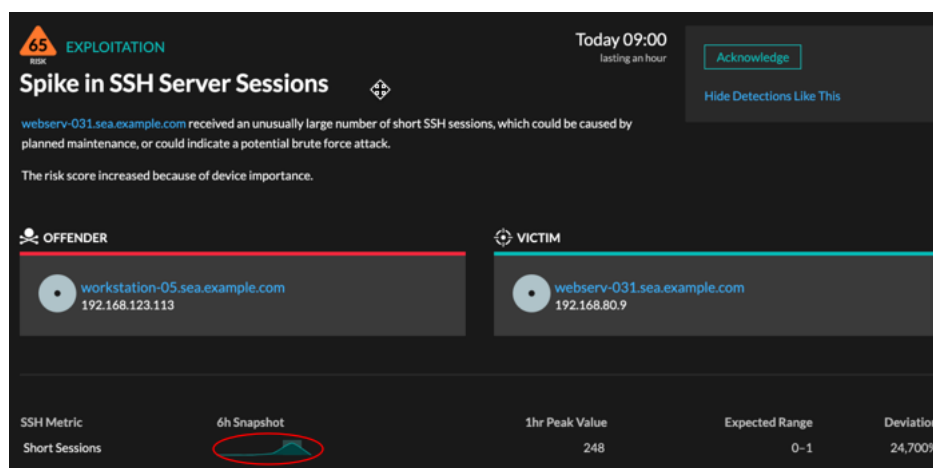 65 EXPLOITATION
RISK
Today 09:00
lasting an hour
Acknowledge
Spike in SSH Server Sessions
Hide Detections Like This
webserv-031.sea.example.com received an unusually large number of short SSH sessions, which could be caused by
planned maintenance, or could indicate a potential brute force attack.
The risk score increased because of device importance.
OFFENDER
VICTIM
workstation-05.sea.example.com
192.168.123.113
webserv-031.sea.example.com
192.168.80.9
SSH Metric 6h Snapshot 1hr Peak Value Expected Range Deviation
Short Sessions 248 0–1 24,700%